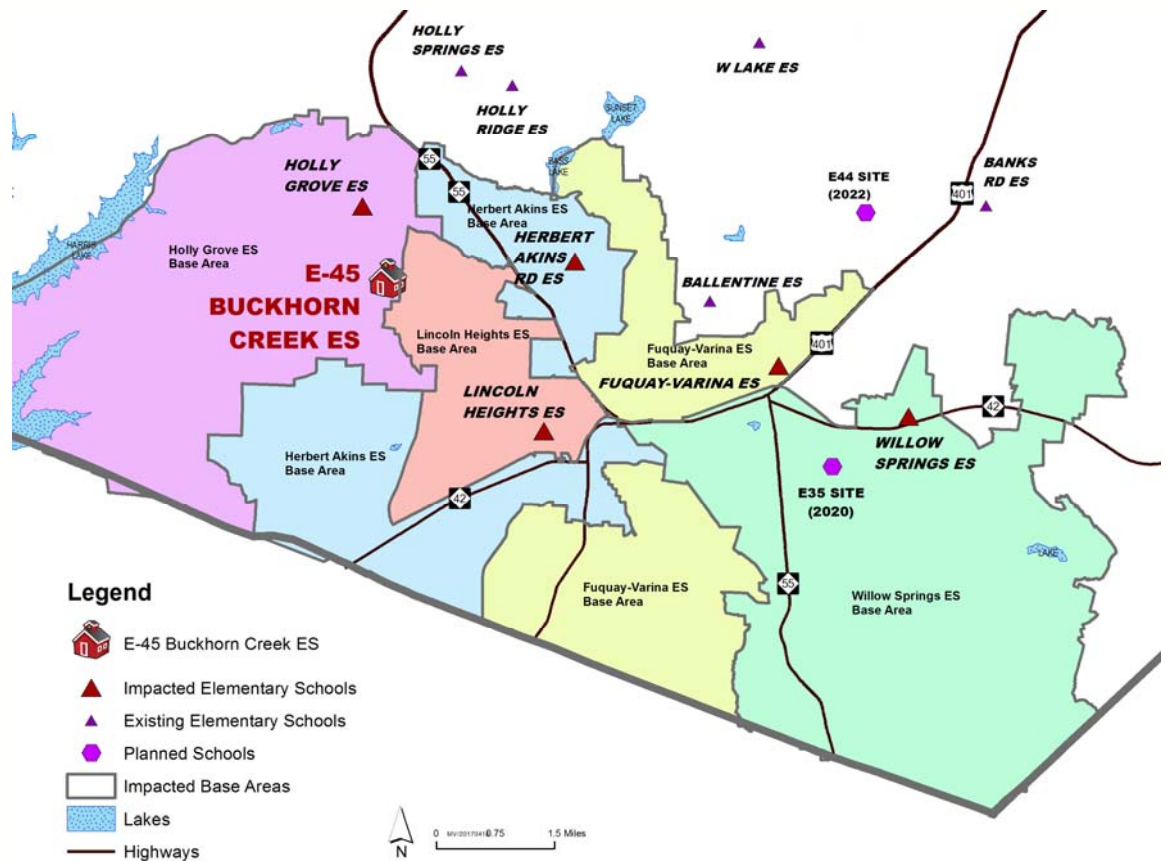 HOLLY
SPRINGS ES
W LAKE ES
HOLLY
RIDGE ES
SUNSET
LAKE
BASS
LAKE
HOLLY
GROVE ES
55
55
Herbert Akins ES
Base Area
E44 SITE
(2022)
401
BANKS
RD ES
HARRIS
LAKE
Holly Grove ES
Base Area
E-45
BUCKHORN
CREEK ES
HERBERT
AKINS
RD ES
BALLENTINE ES
Lincoln Heights ES
Base Area
Fuquay-Varina ES
Base Area
401
FUQUAY-VARINA ES
LINCOLN
HEIGHTS ES
42
WILLOW
SPRINGS ES
Herbert Akins ES
Base Area
42
E35 SITE
(2020)
LAKE
Fuquay-Varina ES
Base Area
55
Willow Springs ES
Base Area
Legend
E-45 Buckhorn Creek ES
Impacted Elementary Schools
Existing Elementary Schools
Planned Schools
Impacted Base Areas
Lakes
Highways
N
0 0.75 1.5 Miles